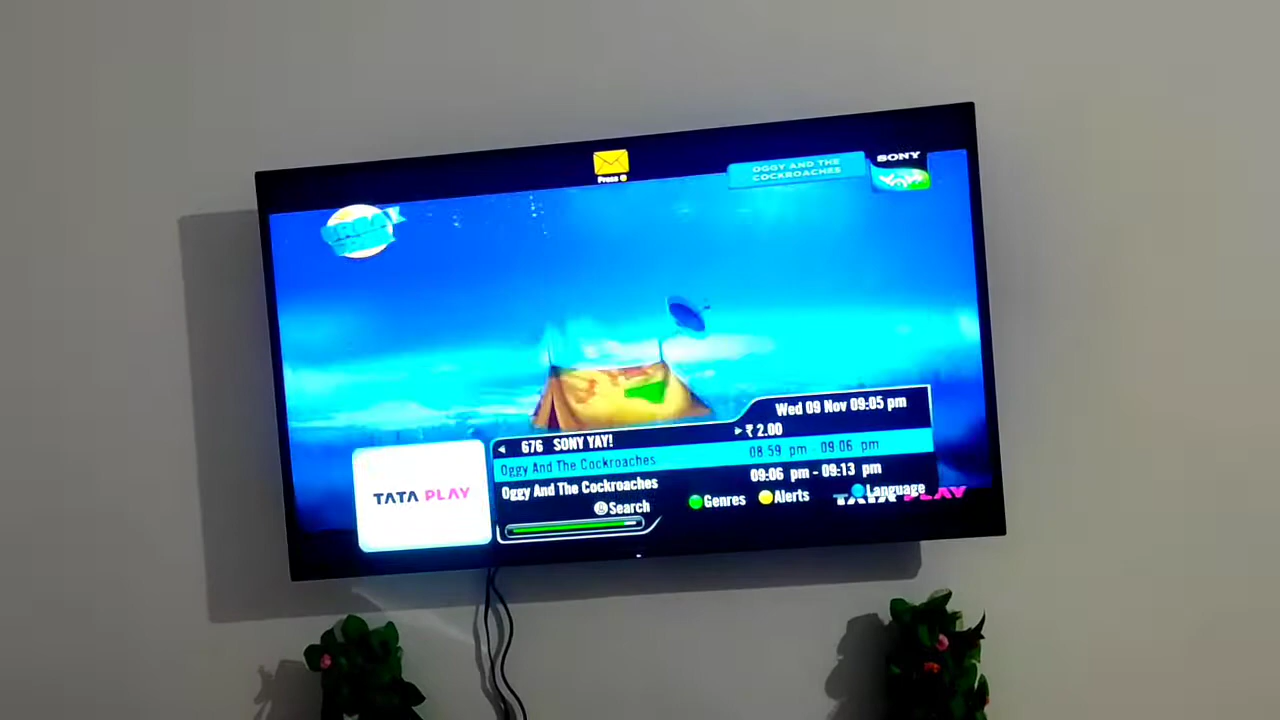 Press
OGGY AND THE
COCKROACHES
SONY
YAY!
Wed 09 Nov 09:05 pm
676 SONY YAY!
₹ 2.00
Oggy And The Cockroaches
08:59 pm - 09:06 pm
Oggy And The Cockroaches
09:06 pm - 09:13 pm
Search
Genres
Alerts
Language
TATA PLAY
TATA PLAY